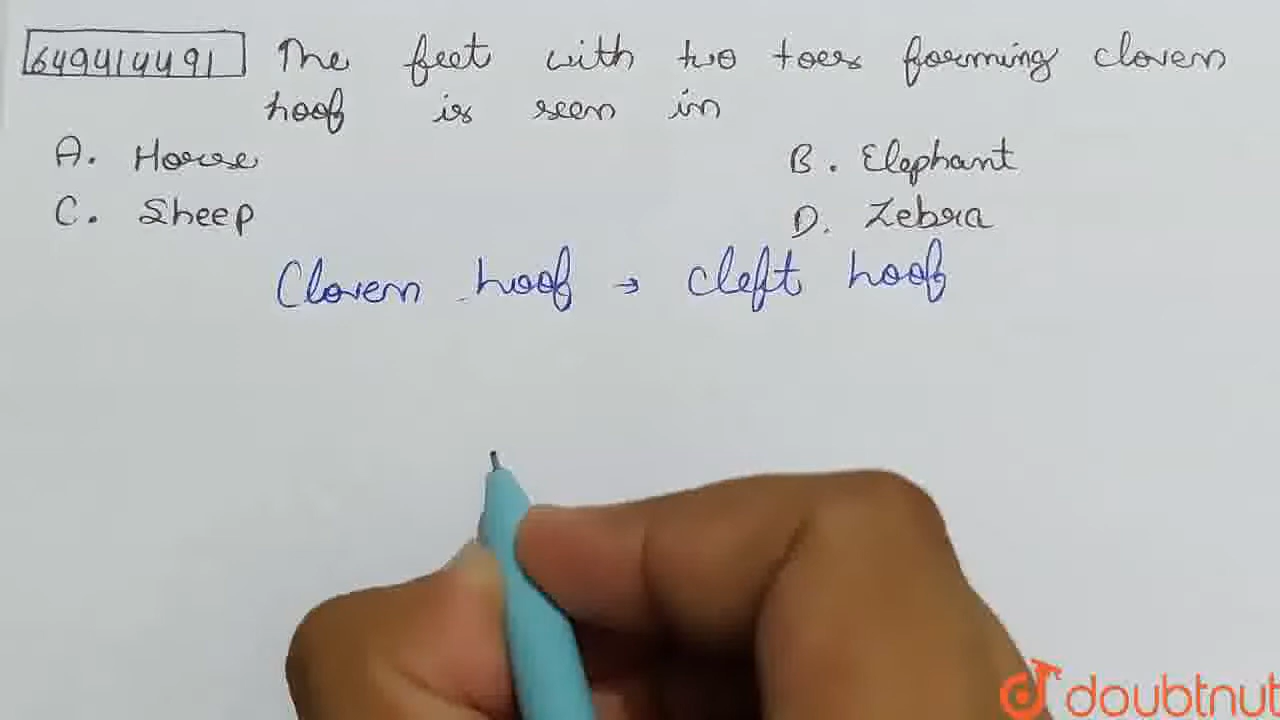 649414491 The feet with two toes forming cloven
hoof is seen in
A. Horse B. Elephant
C. Sheep D. Zebra
Cloven hoof → cleft hoof
doubtnut